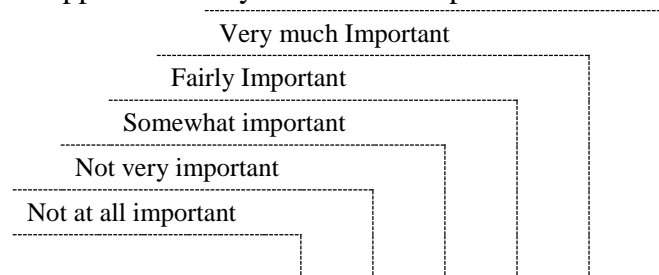 Very much Important
Fairly Important
Somewhat important
Not very important
Not at all important